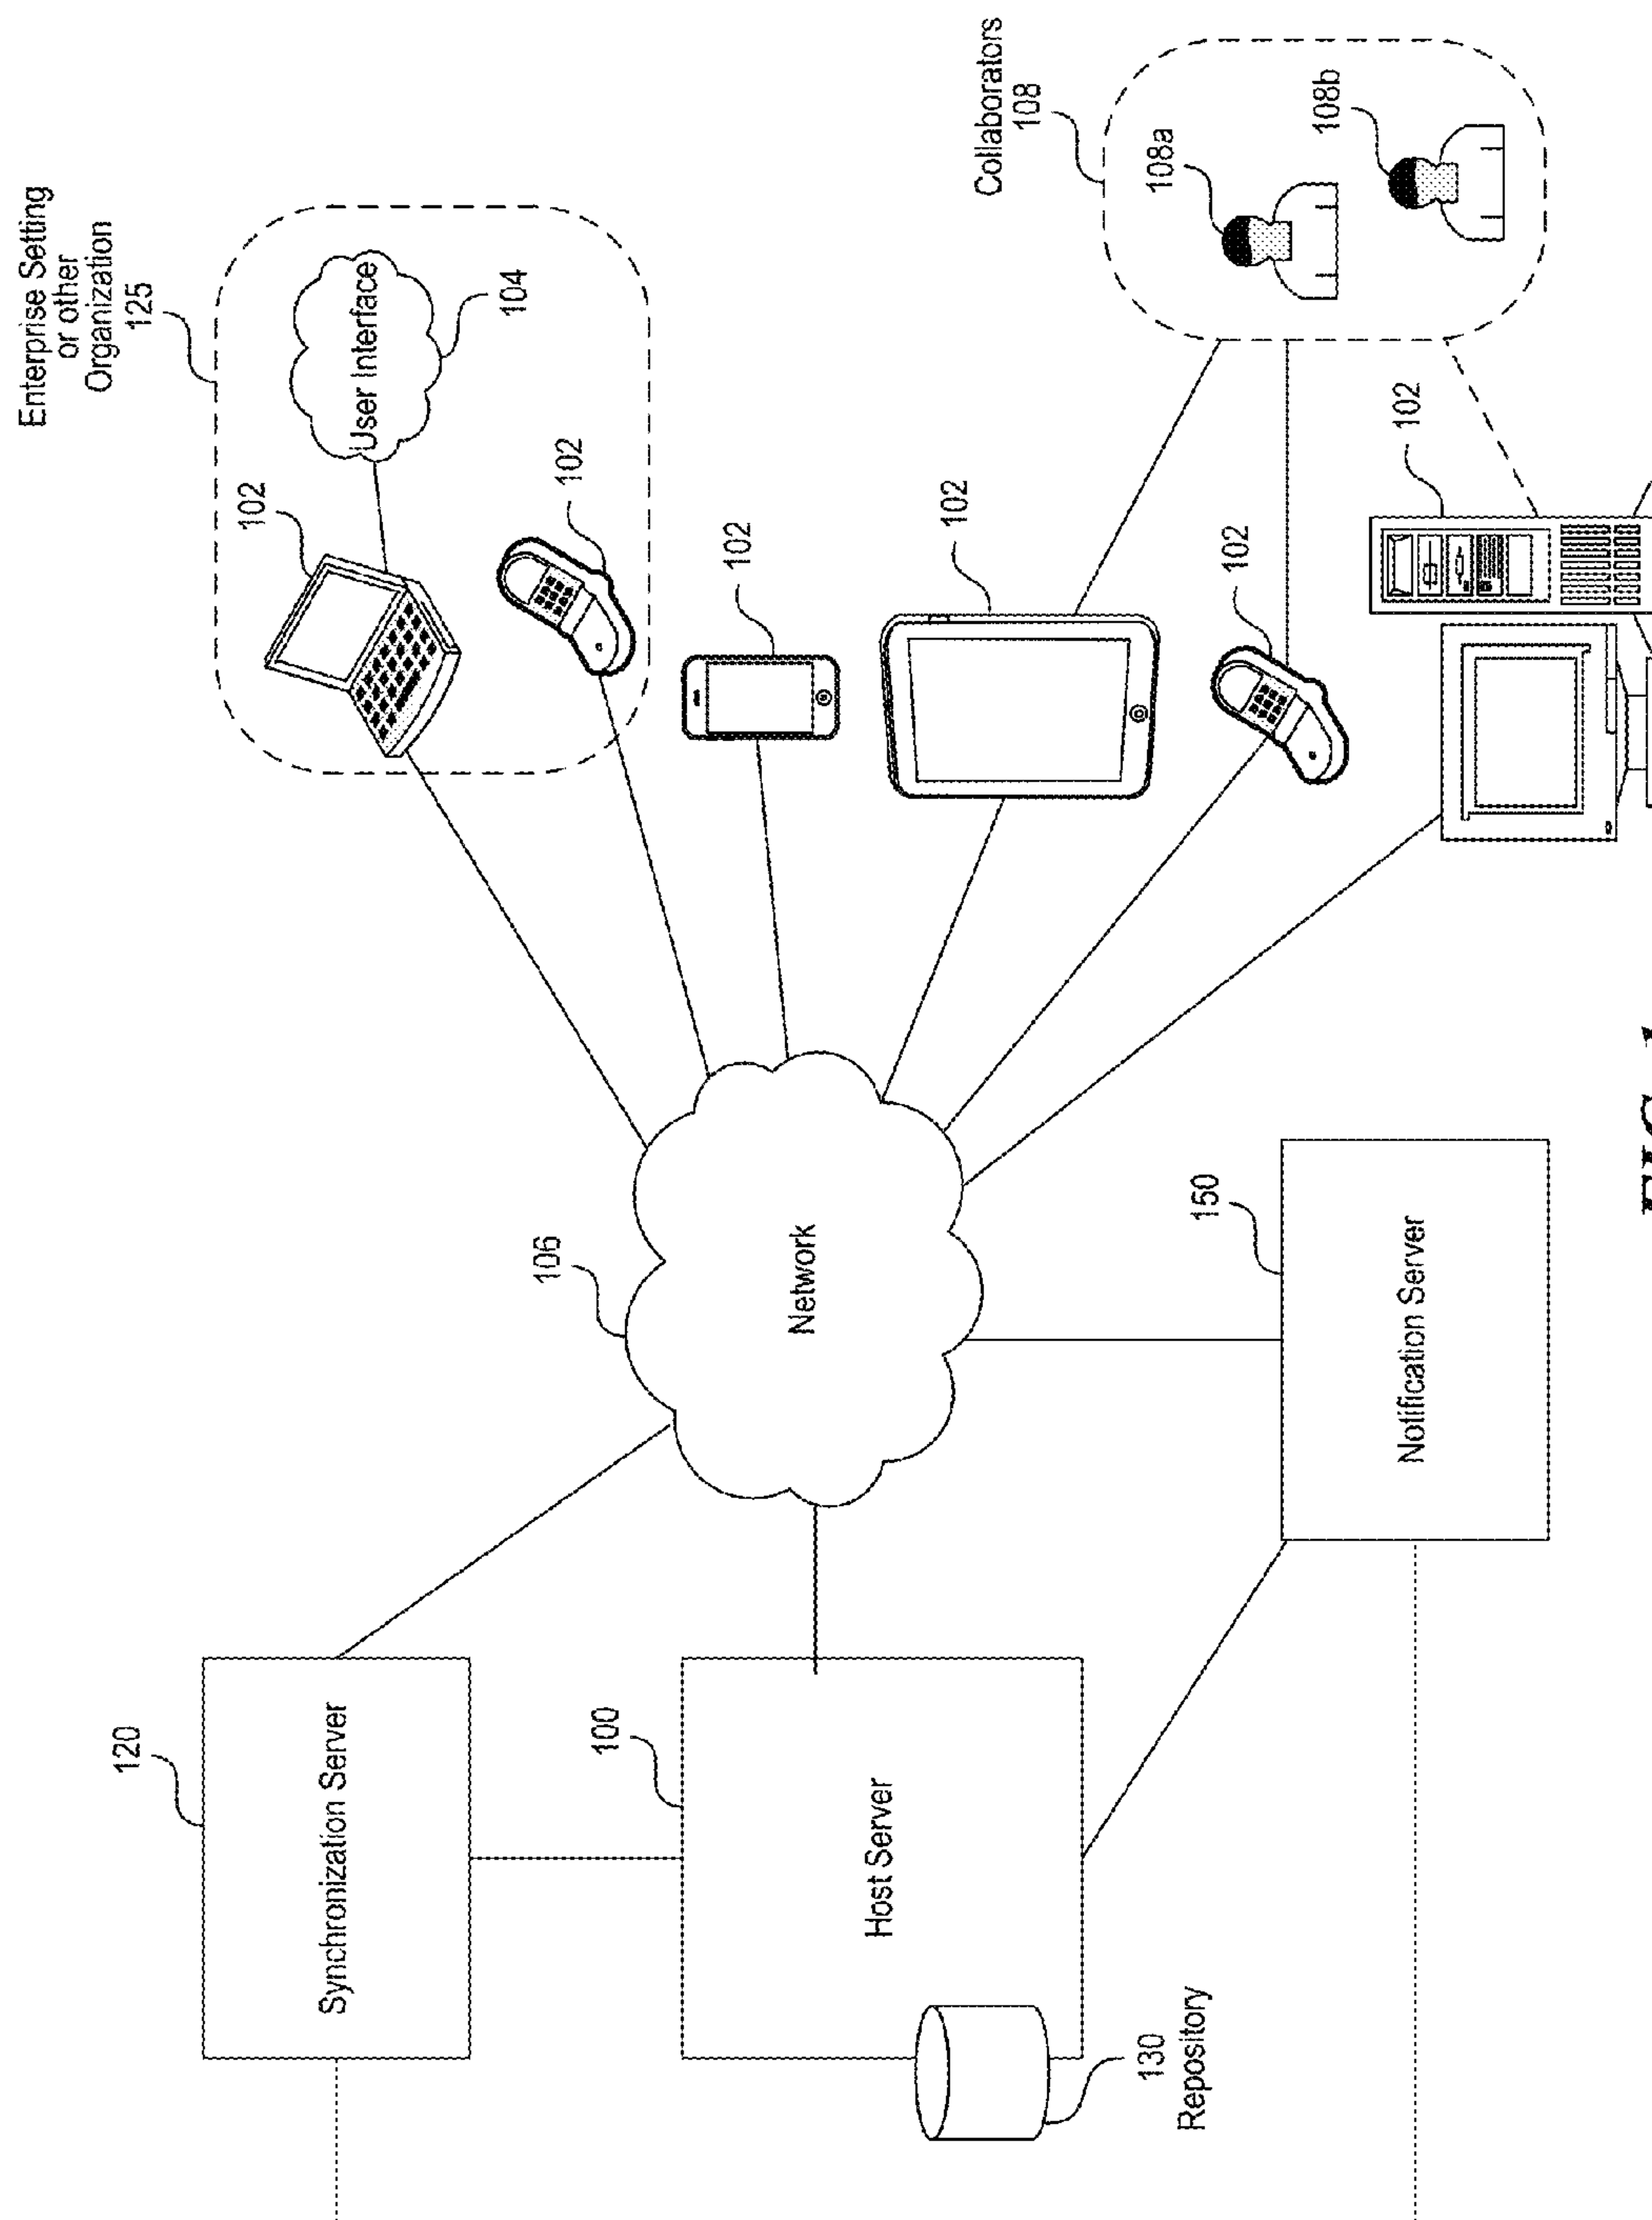 120
Synchronization Server
100
Host Server
130
Repository
106
Network
150
Notification Server
Enterprise Setting
or other
Organization
125
102
User Interface
104
102
102
102
102
102
Collaborators
108
108a
108b